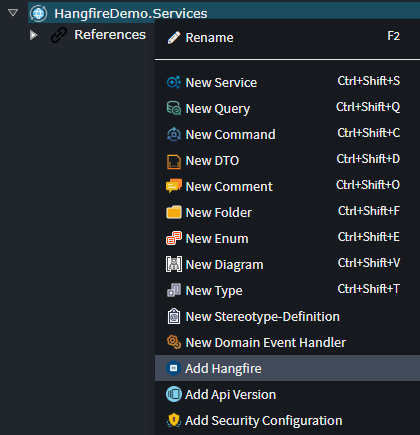 HangfireDemo.Services
References
Rename F2
New Service Ctrl+Shift+S
New Query Ctrl+Shift+Q
New Command Ctrl+Shift+C
New DTO Ctrl+Shift+D
New Comment Ctrl+Shift+O
New Folder Ctrl+Shift+F
New Enum Ctrl+Shift+E
New Diagram Ctrl+Shift+V
New Type Ctrl+Shift+T
New Stereotype-Definition
New Domain Event Handler
Add Hangfire
Add Api Version
Add Security Configuration